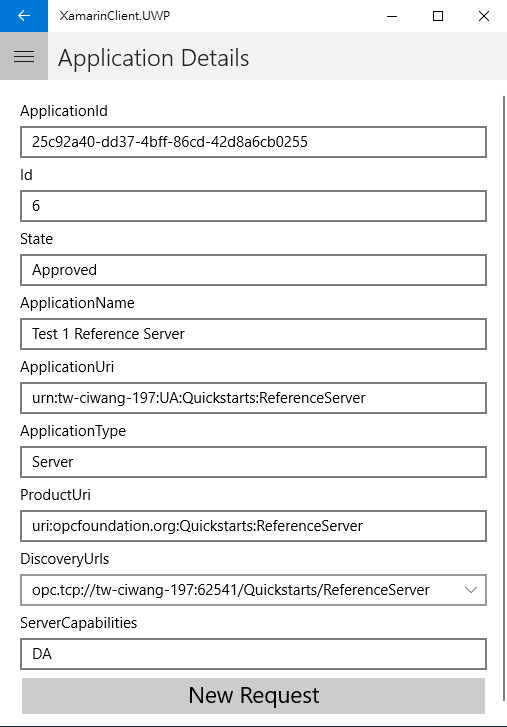 XamarinClient.UWP
Application Details
ApplicationId
25c92a40-dd37-4bff-86cd-42d8a6cb0255
Id
6
State
Approved
ApplicationName
Test 1 Reference Server
ApplicationUri
urn:tw-ciwang-197:UA:Quickstarts:ReferenceServer
ApplicationType
Server
ProductUri
uri:opcfoundation.org:Quickstarts:ReferenceServer
DiscoveryUrls
opc.tcp://tw-ciwang-197:62541/Quickstarts/ReferenceServer
ServerCapabilities
DA
New Request